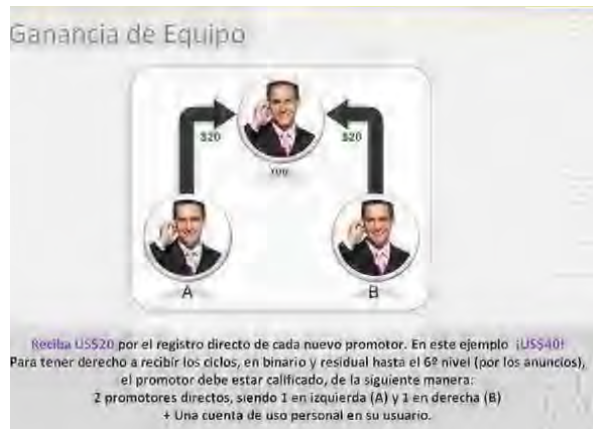 Ganancia de Equipo
$20 $20
YOU
A B
Reciba US$20 por el registro directo de cada nuevo promotor. En este ejemplo ¡US$40!
Para tener derecho a recibir los ciclos, en binario y residual hasta el 6º nivel (por los anuncios),
el promotor debe estar calificado, de la siguiente manera:
2 promotores directos, siendo 1 en izquierda (A) y 1 en derecha (B)
+ Una cuenta de uso personal en su usuario.